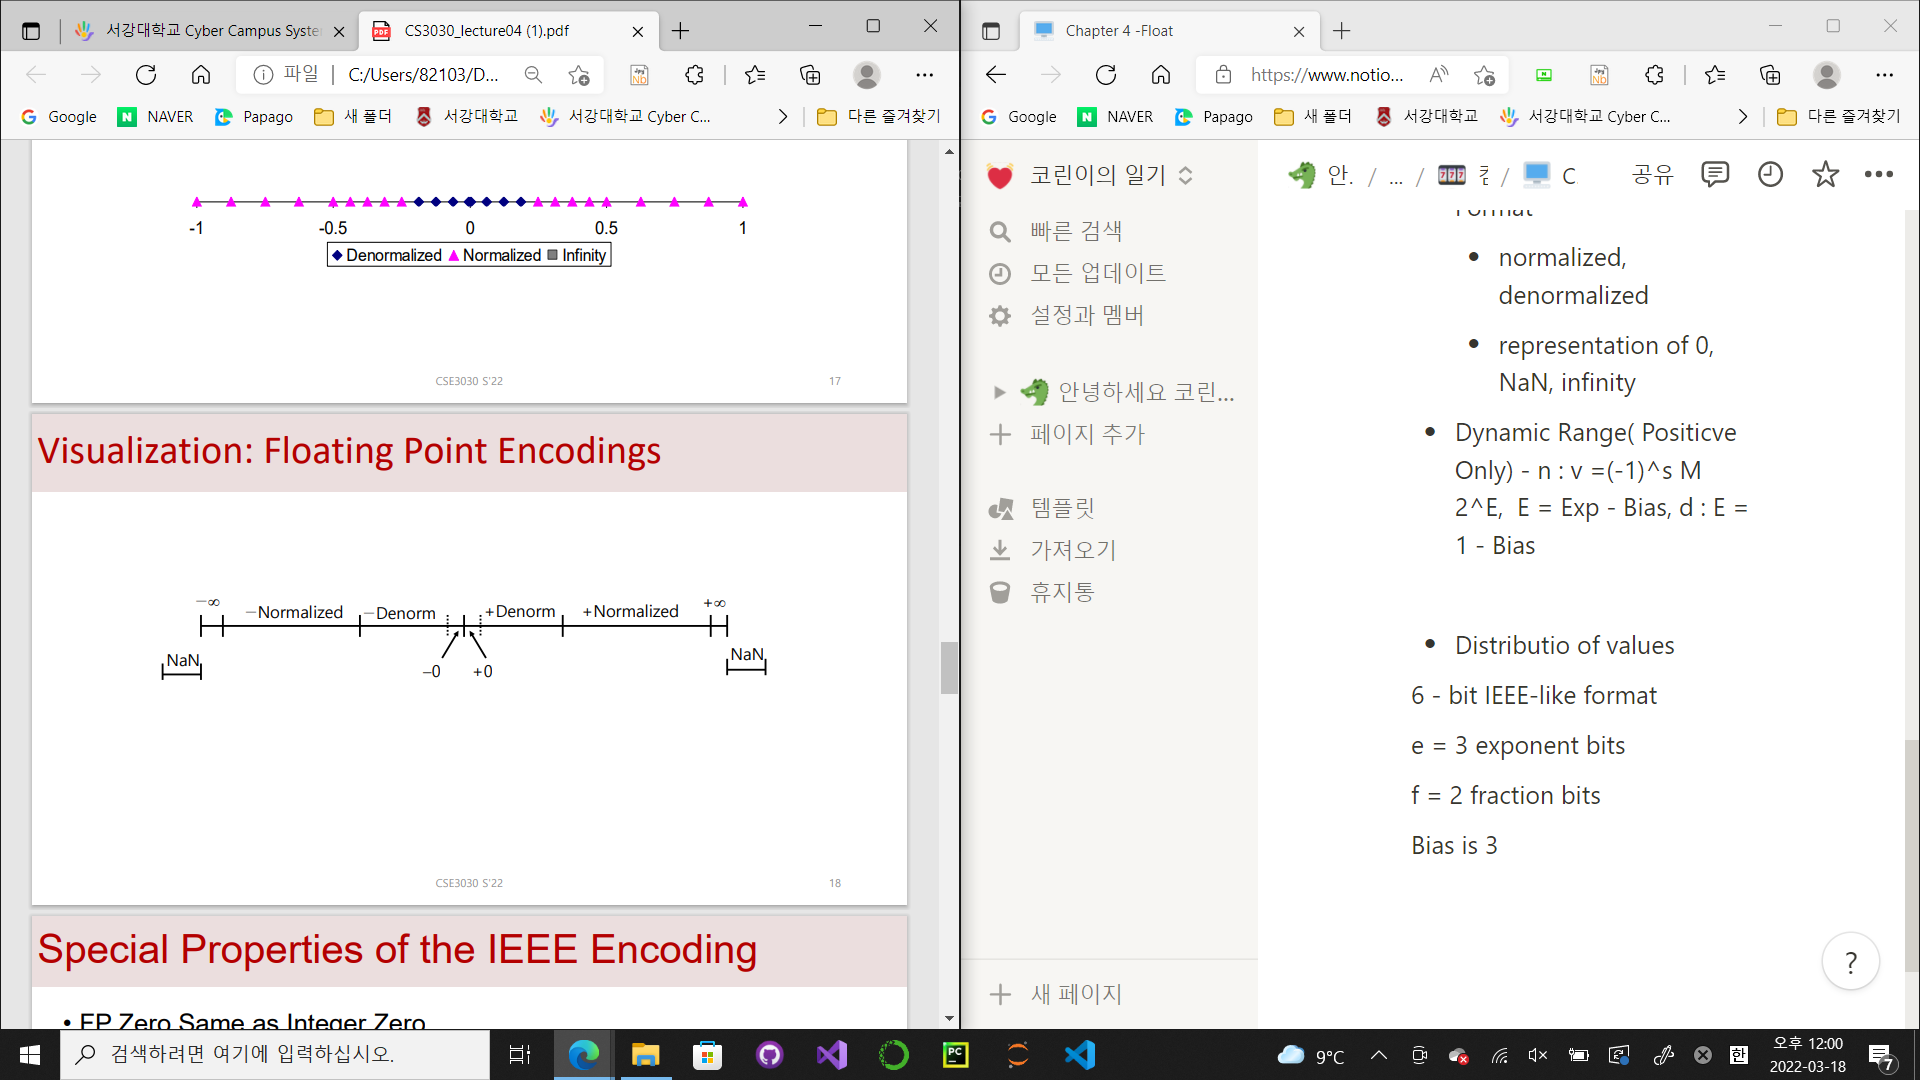 서강대학교 Cyber Campus Syste
CS3030_lecture04 (1).pdf
파일
C:/Users/82103/D...
Google
NAVER
Papago
새 폴더
서강대학교
서강대학교 Cyber C...
다른 즐겨찾기
-1
-0.5
0
0.5
1
Denormalized
Normalized
Infinity
CSE3030 S'22
17
Visualization: Floating Point Encodings
−∞
−Normalized
−Denorm
+Denorm
+Normalized
+∞
NaN
−0
+0
NaN
CSE3030 S'22
18
Special Properties of the IEEE Encoding
• FP Zero Same as Integer Zero
Chapter 4 -Float
https://www.notio...
Google
NAVER
Papago
새 폴더
서강대학교
서강대학교 Cyber C...
다른 즐겨찾기
코린이의 일기
빠른 검색
모든 업데이트
설정과 멤버
안녕하세요 코린...
페이지 추가
템플릿
가져오기
휴지통
새 페이지
안.
/
...
/
/
C
공유
Format
• normalized,
denormalized
• representation of 0,
NaN, infinity
• Dynamic Range( Positicve
Only) - n : v =(-1)^s M
2^E, E = Exp - Bias, d : E =
1 - Bias
• Distributio of values
6 - bit IEEE-like format
e = 3 exponent bits
f = 2 fraction bits
Bias is 3
?
검색하려면 여기에 입력하십시오.
PC
9°C
한
오후 12:00
2022-03-18
7